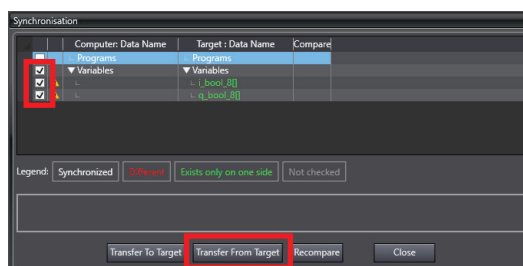 Synchronisation
Computer: Data Name Target : Data Name Compare
Programs Programs
▼ Variables ▼ Variables
i_bool_8[]
q_bool_8[]
Legend: Synchronized Different Exists only on one side Not checked
Transfer To Target Transfer From Target Recompare Close